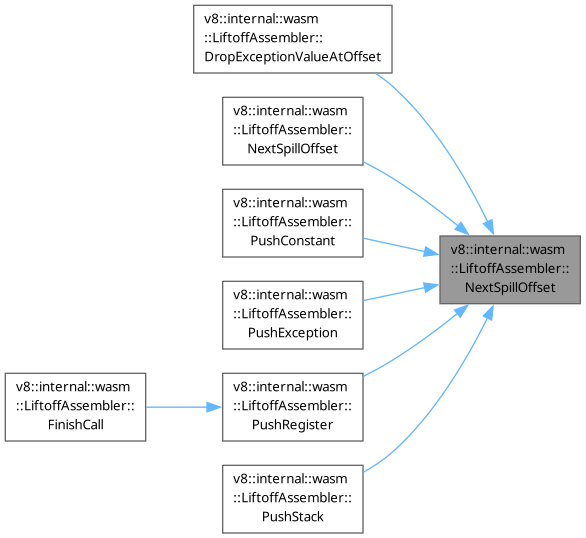 v8::internal::wasm
::LiftoffAssembler::
DropExceptionValueAtOffset
v8::internal::wasm
::LiftoffAssembler::
NextSpillOffset
v8::internal::wasm
::LiftoffAssembler::
PushConstant
v8::internal::wasm
::LiftoffAssembler::
NextSpillOffset
v8::internal::wasm
::LiftoffAssembler::
PushException
v8::internal::wasm
::LiftoffAssembler::
FinishCall
v8::internal::wasm
::LiftoffAssembler::
PushRegister
v8::internal::wasm
::LiftoffAssembler::
PushStack